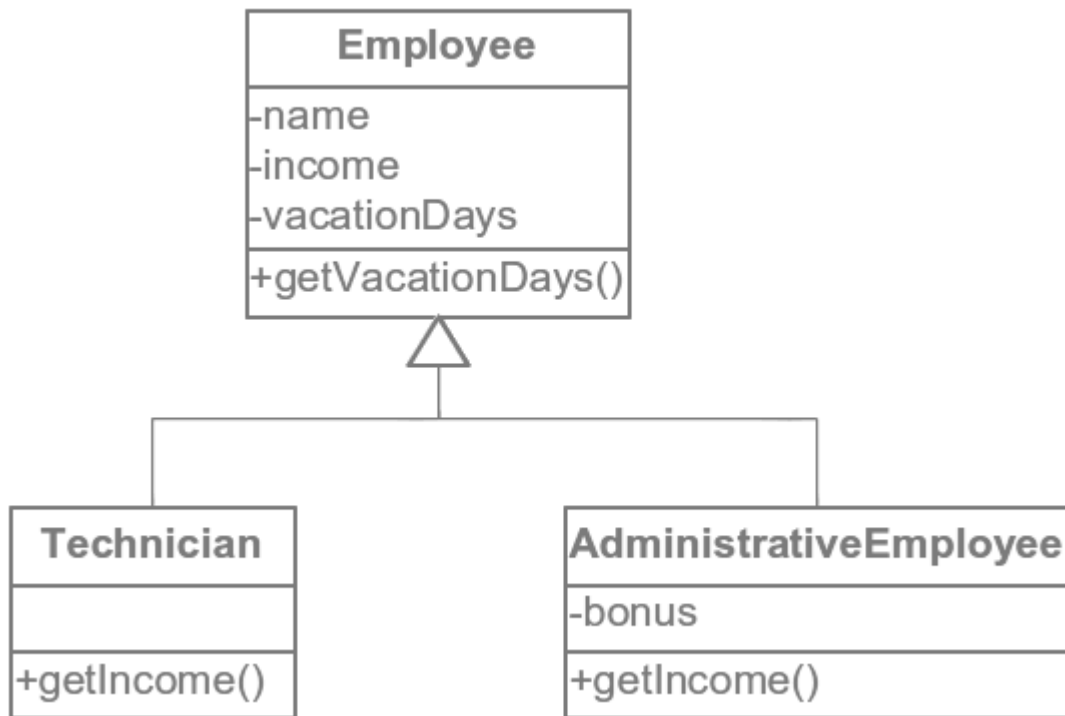 Employee
-name
-income
-vacationDays
+getVacationDays()
Technician
+getIncome()
AdministrativeEmployee
-bonus
+getIncome()